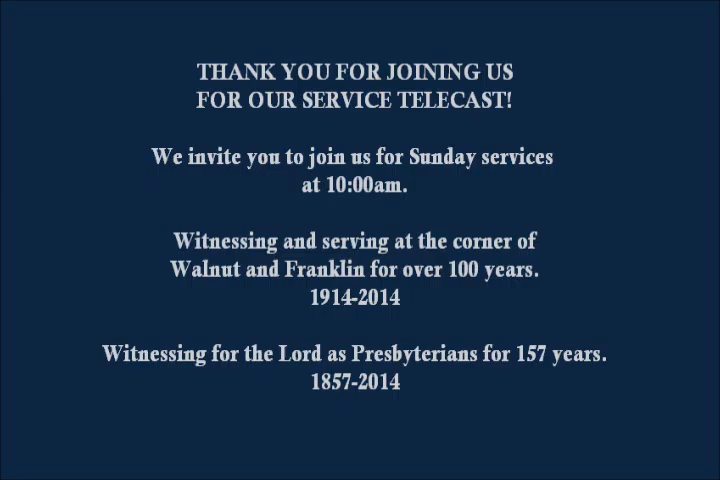 THANK YOU FOR JOINING US
FOR OUR SERVICE TELECAST!
We invite you to join us for Sunday services
at 10:00am.
Witnessing and serving at the corner of
Walnut and Franklin for over 100 years.
1914-2014
Witnessing for the Lord as Presbyterians for 157 years.
1857-2014